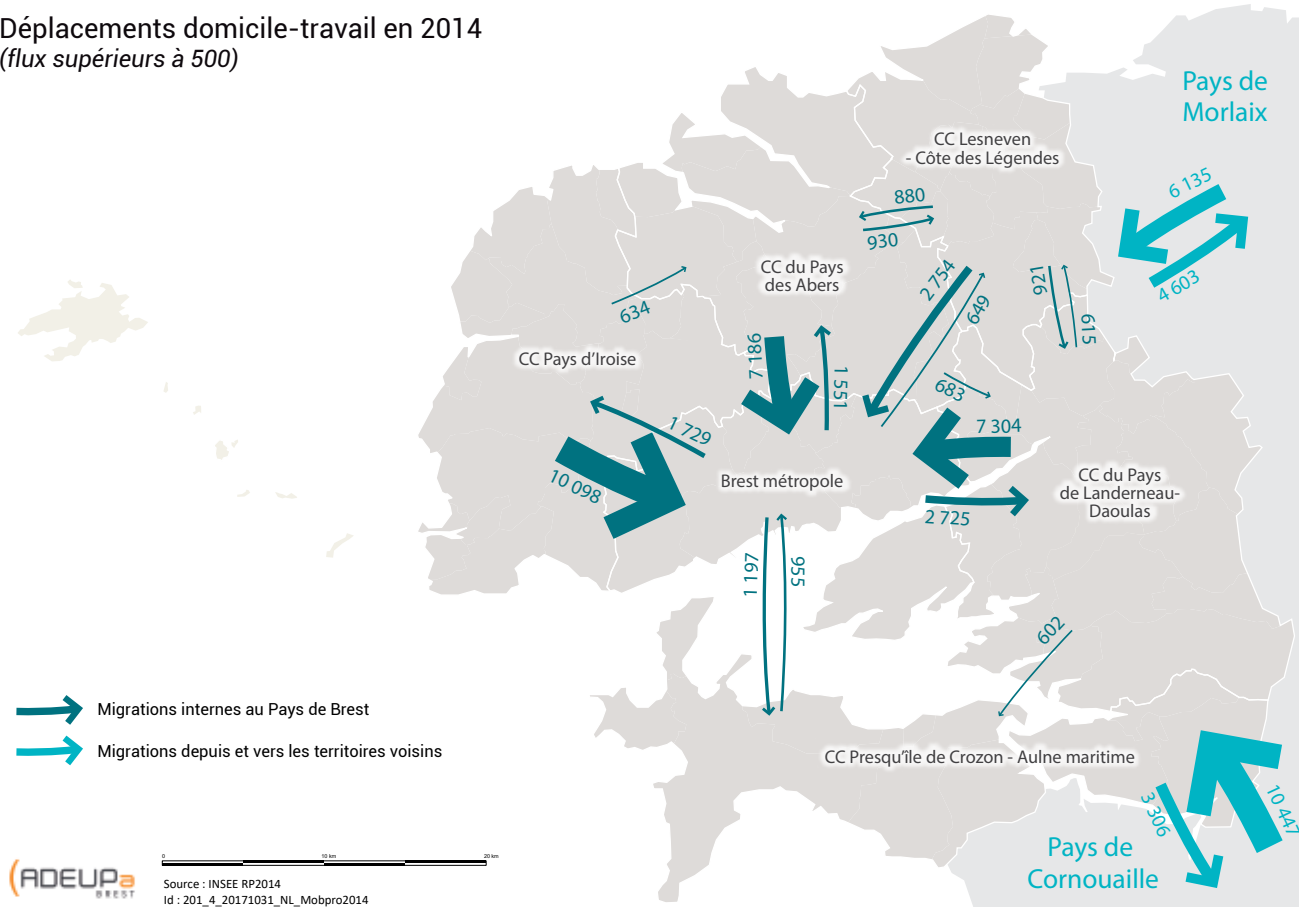 Déplacements domicile-travail en 2014
(flux supérieurs à 500)
Pays de
Morlaix
CC Lesneven
- Côte des Légendes
6 135
4 603
880
930
CC du Pays
des Abers
2 754
649
921
615
634
CC Pays d'Iroise
7 186
1 551
683
1 729
7 304
10 098
Brest métropole
CC du Pays
de Landerneau-
Daoulas
2 725
1 197
955
602
Migrations internes au Pays de Brest
Migrations depuis et vers les territoires voisins
CC Presqu'île de Crozon - Aulne maritime
3 306
10 447
Pays de
Cornouaille
0 10 km 20 km
ADEUPa
BREST
Source : INSEE RP2014
Id : 201_4_20171031_NL_Mobpro2014